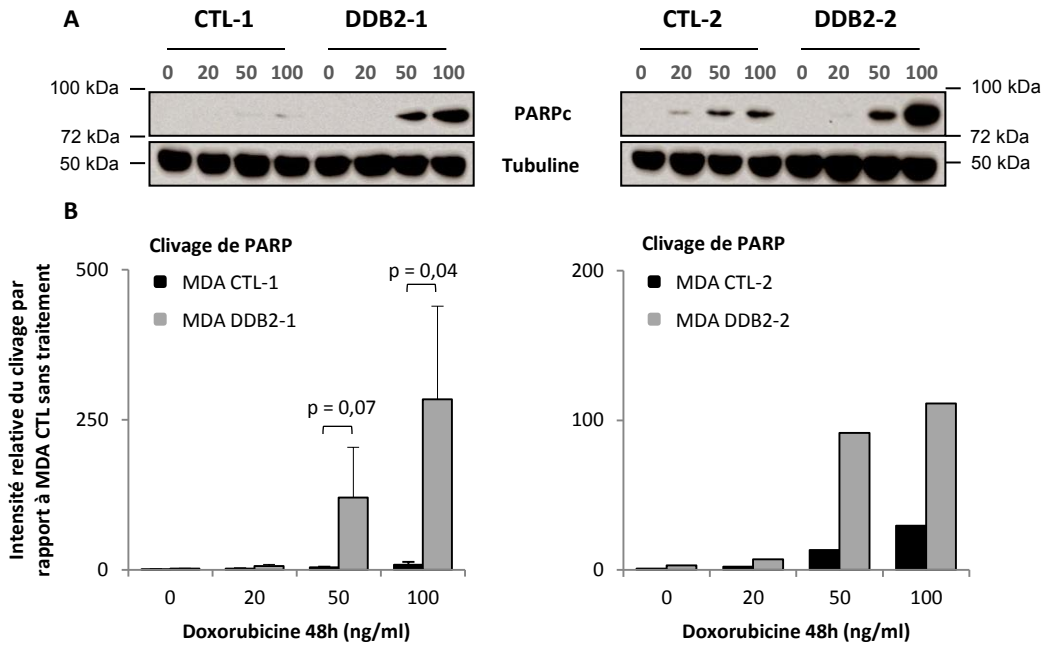 A
CTL-1 DDB2-1 CTL-2 DDB2-2
0 20 50 100 0 20 50 100 0 20 50 100 0 20 50 100
100 kDa 100 kDa
PARPc
72 kDa 72 kDa
50 kDa Tubuline 50 kDa
B
Intensité relative du clivage par
rapport à MDA CTL sans traitement
Clivage de PARP
MDA CTL-1
MDA DDB2-1
500
250
0
p = 0,07
p = 0,04
0 20 50 100
Doxorubicine 48h (ng/ml)
Clivage de PARP
MDA CTL-2
MDA DDB2-2
200
100
0
0 20 50 100
Doxorubicine 48h (ng/ml)